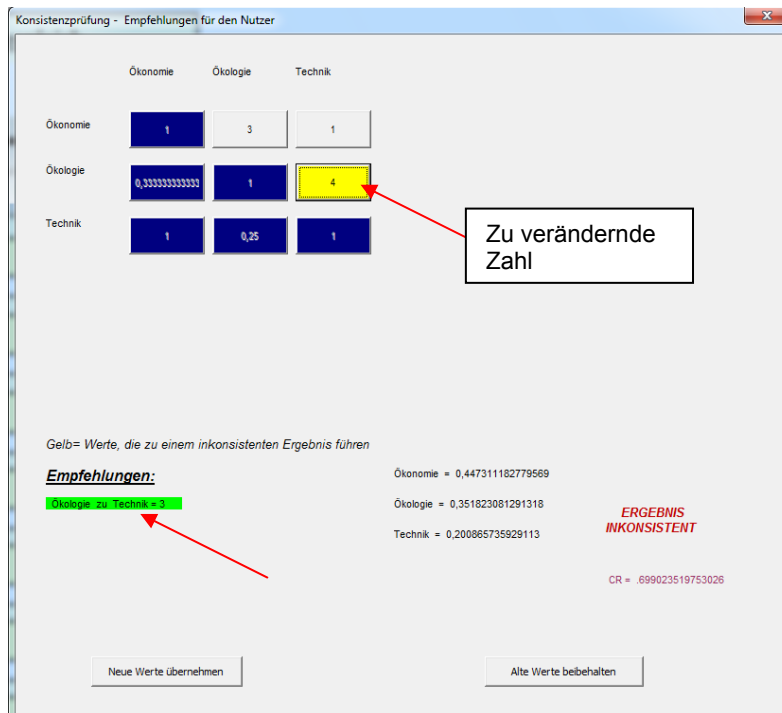 Konsistenzprüfung - Empfehlungen für den Nutzer
Ökonomie Ökologie Technik
Ökonomie 1 3 1
Ökologie 0,333333333333 1 4
Technik 1 0,25 1
Zu verändernde
Zahl
Gelb= Werte, die zu einem inkonsistenten Ergebnis führen
Empfehlungen:
Ökologie zu Technik = 3
Ökonomie = 0,447311182779569
Ökologie = 0,351823081291318
Technik = 0,200865735929113
ERGEBNIS
INKONSISTENT
CR = .699023519753026
Neue Werte übernehmen
Alte Werte beibehalten